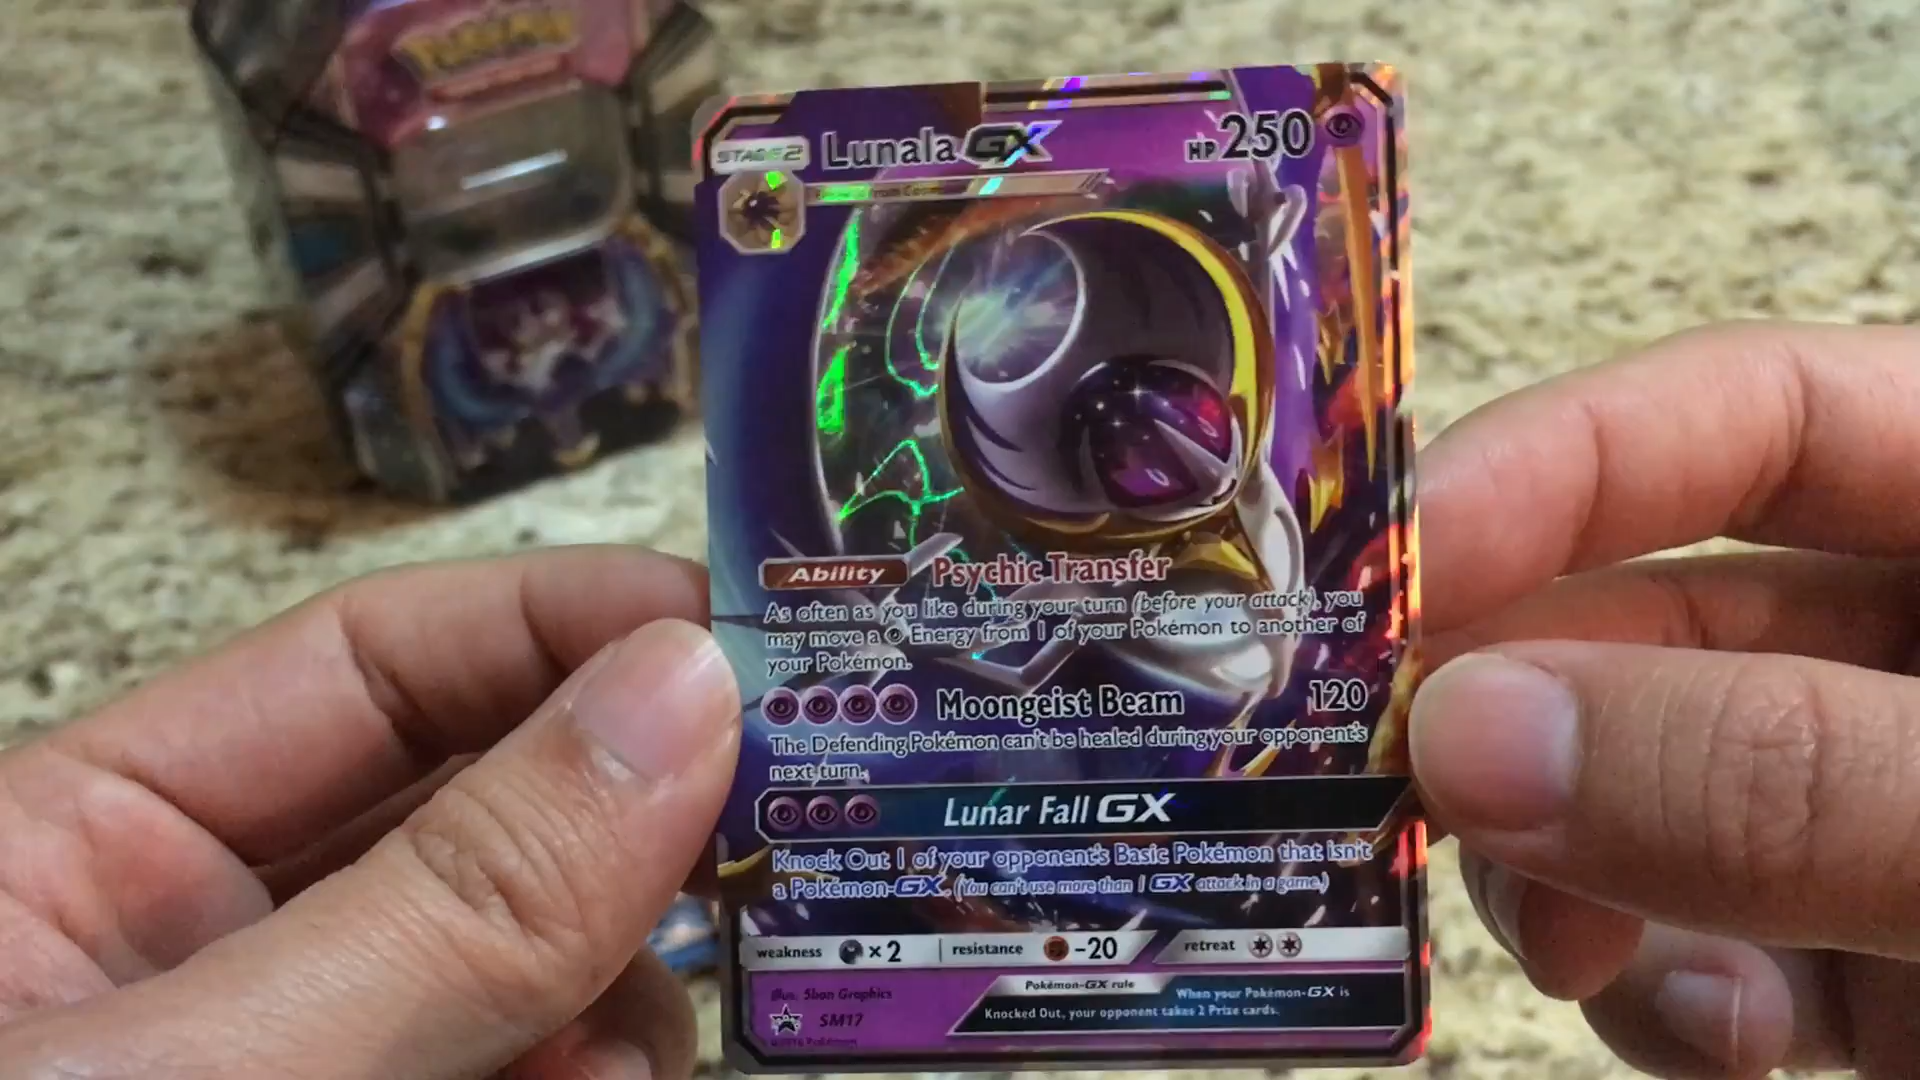 Pokémon
STAGE2 Lunala GX HP 250
Ability Psychic Transfer
As often as you like during your turn (before your attack), you
may move a Energy from 1 of your Pokémon to another of
your Pokémon.
Moongeist Beam 120
The Defending Pokémon can't be healed during your opponent's
next turn.
Lunar Fall GX
Knock Out 1 of your opponent's Basic Pokémon that isn't
a Pokémon-GX. (You can't use more than 1 GX attack in a game.)
weakness ×2 resistance -20 retreat
Illus. 5ban Graphics
SM17
Pokémon-GX rule
When your Pokémon-GX is
Knocked Out, your opponent takes 2 Prize cards.